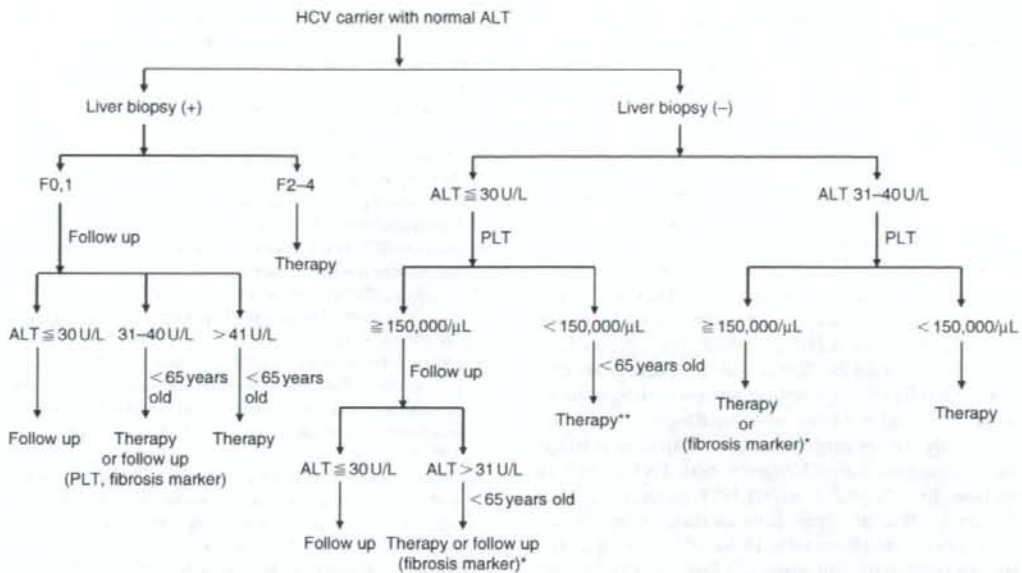 HCV carrier with normal ALT
Liver biopsy (+)
Liver biopsy (−)
F0,1
F2–4
ALT ≦ 30 U/L
ALT 31–40 U/L
Follow up
Therapy
PLT
PLT
ALT ≦ 30 U/L
31–40 U/L
> 41 U/L
≧ 150,000/μL
< 150,000/μL
≧ 150,000/μL
< 150,000/μL
< 65 years
old
< 65 years
old
Follow up
< 65 years old
Follow up
Therapy
or follow up
(PLT, fibrosis marker)
Therapy
Therapy**
Therapy
or
(fibrosis marker)*
Therapy
ALT ≦ 30 U/L
ALT > 31 U/L
< 65 years old
Follow up
Therapy or follow up
(fibrosis marker)*